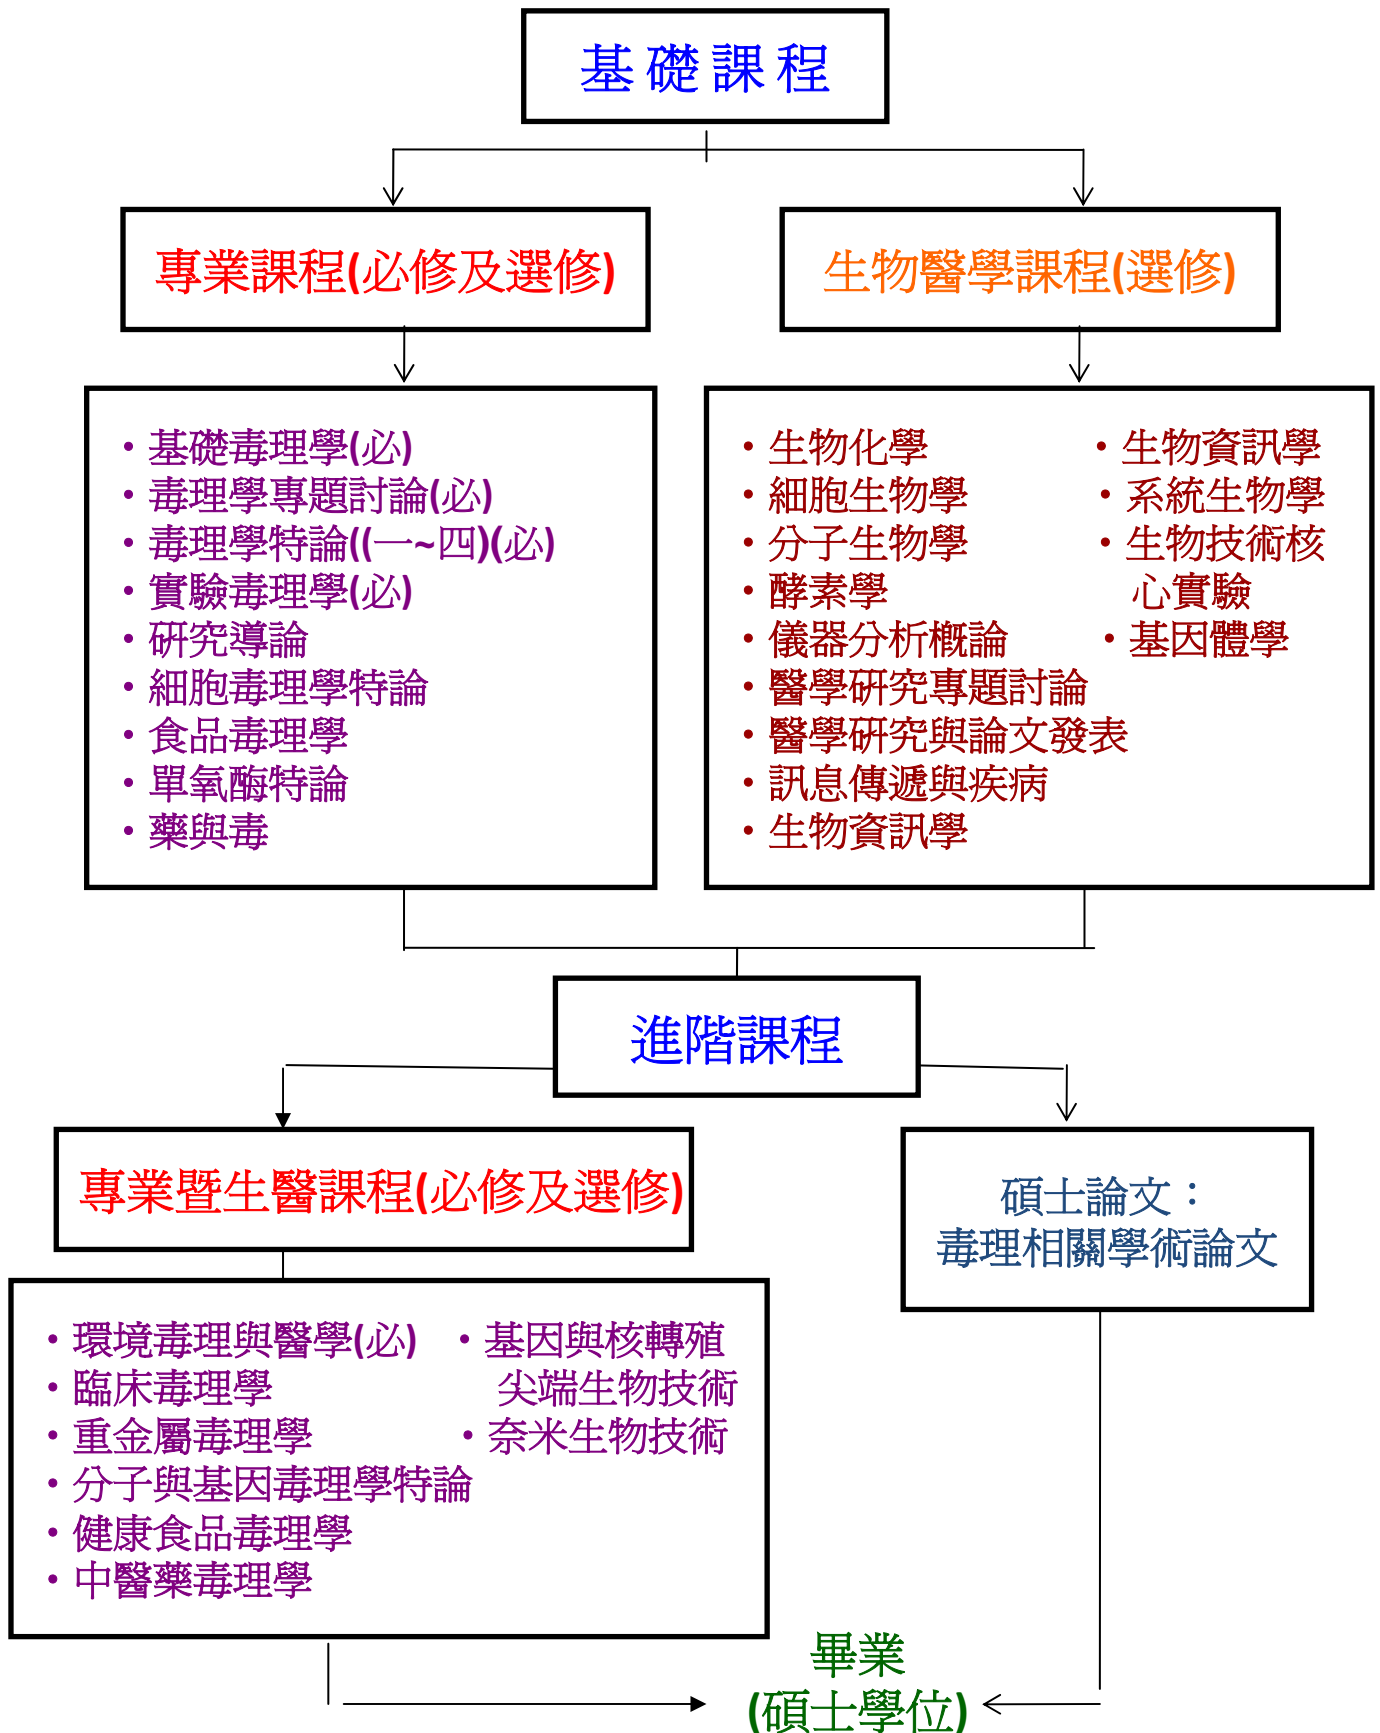 基礎課程
專業課程(必修及選修)
生物醫學課程(選修)
・基礎毒理學(必)
・毒理學專題討論(必)
・毒理學特論((一~四)(必)
・實驗毒理學(必)
・研究導論
・細胞毒理學特論
・食品毒理學
・單氧酶特論
・藥與毒
・生物化學
・細胞生物學
・分子生物學
・酵素學
・儀器分析概論
・醫學研究專題討論
・醫學研究與論文發表
・訊息傳遞與疾病
・生物資訊學
・生物資訊學
・系統生物學
・生物技術核
心實驗
・基因體學
進階課程
專業暨生醫課程(必修及選修)
碩士論文：
毒理相關學術論文
・環境毒理與醫學(必)
・臨床毒理學
・重金屬毒理學
・分子與基因毒理學特論
・健康食品毒理學
・中醫藥毒理學
・基因與核轉殖
尖端生物技術
・奈米生物技術
畢業
(碩士學位)